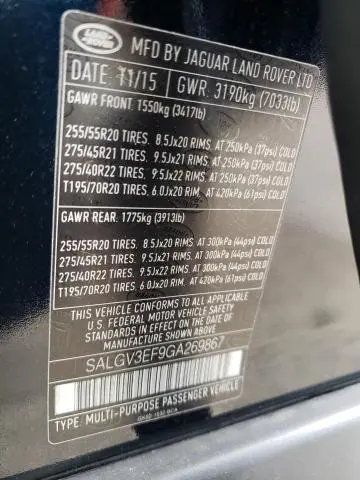 LAND ROVER
MFD BY JAGUAR LAND ROVER LTD
DATE: 11/15 GWR. 3190kg (7033lb)
GAWR FRONT: 1550kg (3417lb)
255/55R20 TIRES. 8.5Jx20 RIMS. AT 250kPa (37psi) COLD
275/45R21 TIRES. 9.5Jx21 RIMS. AT 250kPa (37psi) COLD
275/40R22 TIRES. 9.5Jx22 RIMS. AT 250kPa (37psi) COLD
T195/70R20 TIRES. 6.0Jx20 RIM. AT 420kPa (61psi) COLD
GAWR REAR: 1775kg (3913lb)
255/55R20 TIRES. 8.5Jx20 RIMS. AT 300kPa (44psi) COLD
275/45R21 TIRES. 9.5Jx21 RIMS. AT 300kPa (44psi) COLD
275/40R22 TIRES. 9.5Jx22 RIMS. AT 300kPa (44psi) COLD
T195/70R20 TIRES. 6.0Jx20 RIM. AT 420kPa (61psi) COLD
THIS VEHICLE CONFORMS TO ALL APPLICABLE
U.S. FEDERAL MOTOR VEHICLE SAFETY
STANDARDS IN EFFECT ON THE DATE OF
MANUFACTURE SHOWN ABOVE
SALGV3EF9GA269867
TYPE: MULTI-PURPOSE PASSENGER VEHICLE